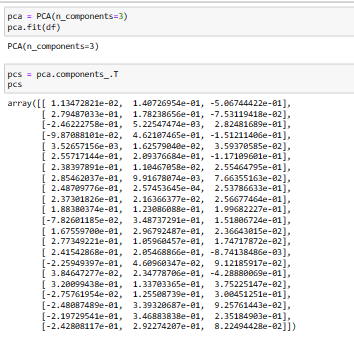 pca = PCA(n_components=3)
pca.fit(df)
PCA(n_components=3)
pcs = pca.components_.T
pcs
array([[ 1.13472821e-02, 1.40726954e-01, -5.06744422e-01],
[ 2.79487033e-01, 1.78238656e-01, -7.53119418e-02],
[-2.46222758e-01, 5.22547474e-03, 2.82481689e-01],
[-9.87088101e-02, 4.62107465e-01, -1.51211406e-01],
[ 3.52657156e-03, 1.62579040e-02, 3.59370585e-02],
[ 2.55717144e-01, 2.09376684e-01, -1.17109601e-01],
[ 2.38397891e-01, 1.10467058e-02, 2.55464795e-01],
[ 2.85462037e-01, 9.91678074e-03, 7.66355163e-02],
[ 2.48709776e-01, 2.57453645e-04, 2.53786633e-01],
[ 2.37301826e-01, 2.16366377e-02, 2.56677464e-01],
[ 1.88380374e-01, 1.23086088e-01, 1.99682227e-01],
[-7.82601185e-02, 3.48737291e-01, 1.51806724e-01],
[ 1.67559700e-01, 2.96792487e-01, 2.36643015e-02],
[ 2.77349221e-01, 1.05960457e-01, 1.74717872e-02],
[ 2.41542868e-01, 2.05468866e-01, -8.74138486e-03],
[-2.25949397e-01, 4.60960347e-02, 9.12185917e-02],
[ 3.84647277e-02, 2.34778706e-01, -4.28880069e-01],
[ 3.20099438e-01, 1.33703365e-01, 3.75225147e-02],
[-2.75761954e-02, 1.25508739e-01, 3.00451251e-01],
[-2.48087489e-01, 3.39320687e-01, 9.25761443e-02],
[-2.19729541e-01, 3.46883838e-01, 2.35184903e-01],
[-2.42808117e-01, 2.92274207e-01, 8.22494428e-02]])